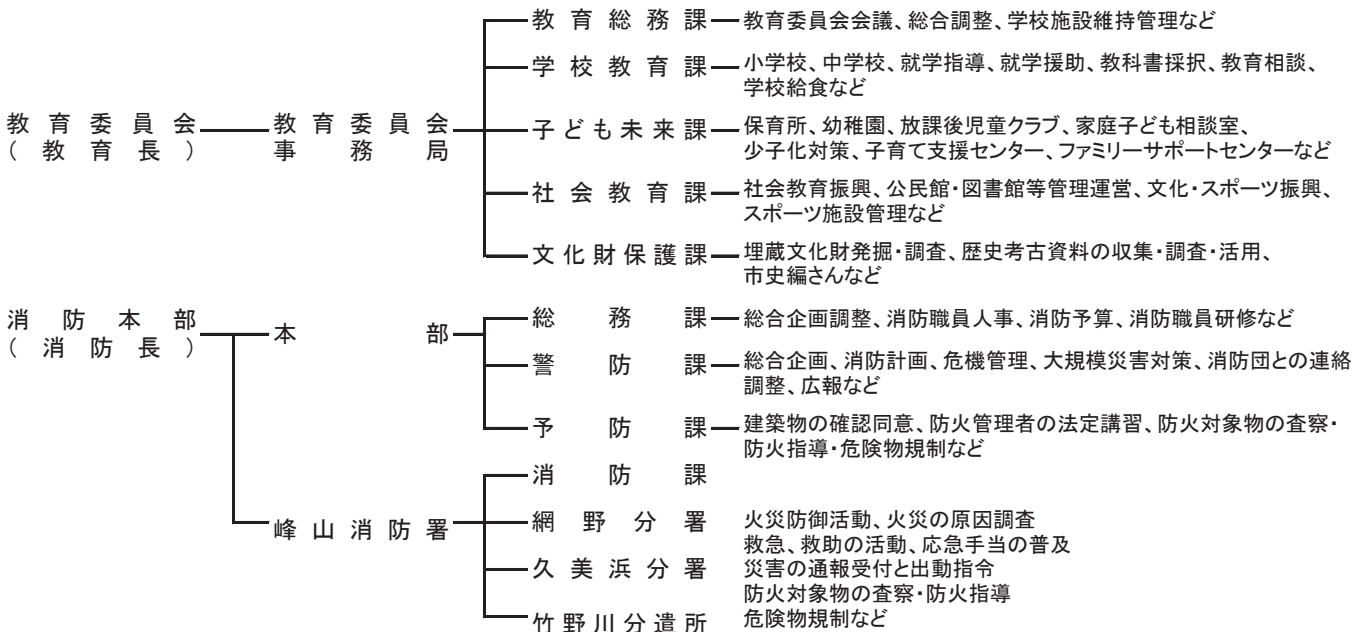 教育総務課 教育委員会会議、総合調整、学校施設維持管理など
学校教育課 小学校、中学校、就学指導、就学援助、教科書採択、教育相談、
学校給食など
教育委員会 教育委員会
(教育長) 事務局
子ども未来課 保育所、幼稚園、放課後児童クラブ、家庭子ども相談室、
少子化対策、子育て支援センター、ファミリーサポートセンターなど
社会教育課 社会教育振興、公民館・図書館等管理運営、文化・スポーツ振興、
スポーツ施設管理など
文化財保護課 埋蔵文化財発掘・調査、歴史考古資料の収集・調査・活用、
市史編さんなど
消防本部
(消防長)
本部
総務課 総合企画調整、消防職員人事、消防予算、消防職員研修など
警防課 総合企画、消防計画、危機管理、大規模災害対策、消防団との連絡
調整、広報など
予防課 建築物の確認同意、防火管理者の法定講習、防火対象物の査察・
防火指導・危険物規制など
峰山消防署
消防課
網野分署
久美浜分署
竹野川分遣所
火災防御活動、火災の原因調査
救急、救助の活動、応急手当の普及
災害の通報受付と出動指令
防火対象物の査察・防火指導
危険物規制など